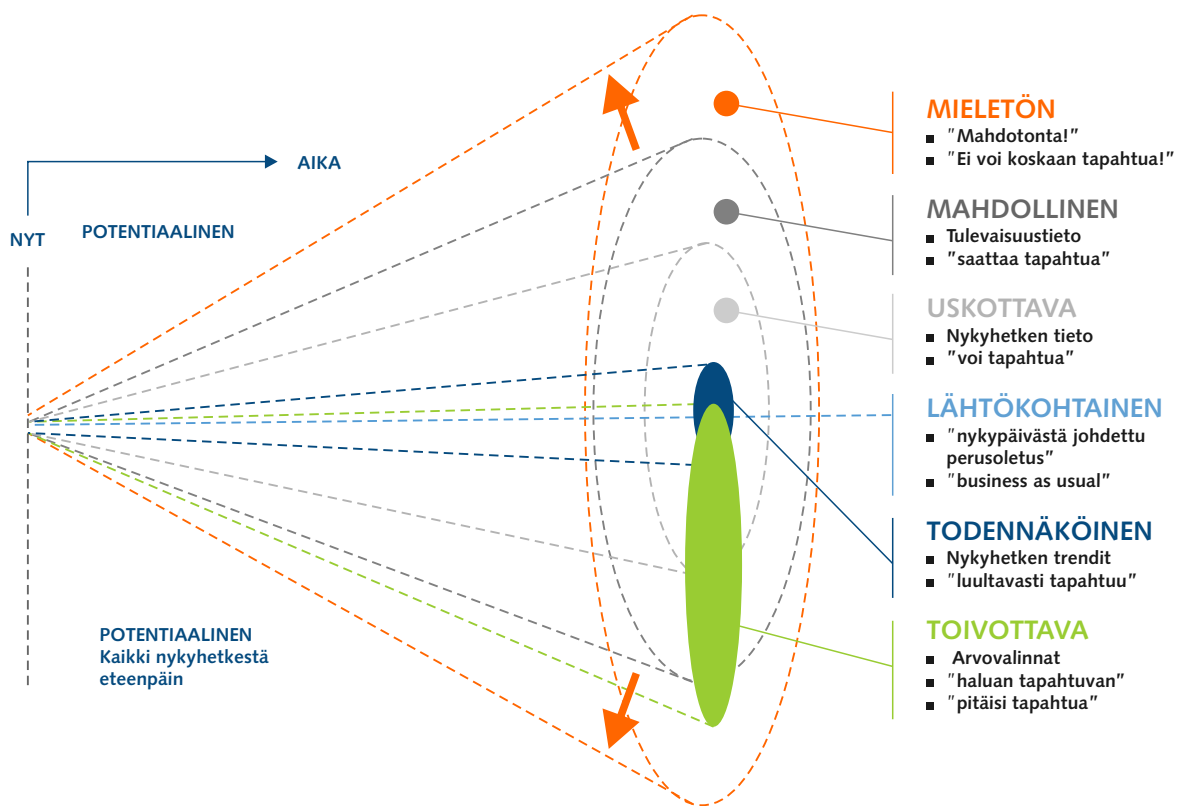 AIKA
NYT
POTENTIAALINEN
POTENTIAALINEN
Kaikki nykyhetkestä
eteenpäin
MIELETÖN
"Mahdotonta!"
"Ei voi koskaan tapahtua!"
MAHDOLLINEN
Tulevaisuustieto
"saattaa tapahtua"
USKOTTAVA
Nykyhetken tieto
"voi tapahtua"
LÄHTÖKOHTAINEN
"nykypäivästä johdettu
perusoletus"
"business as usual"
TODENNÄKÖINEN
Nykyhetken trendit
"luultavasti tapahtuu"
TOIVOTTAVA
Arvovalinnat
"haluan tapahtuvan"
"pitäisi tapahtua"